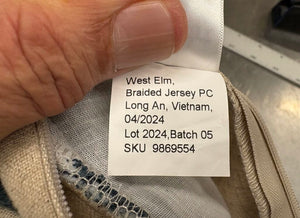 West Elm,
Braided Jersey PC
Long An, Vietnam,
04/2024
Lot 2024,Batch 05
SKU 9869554